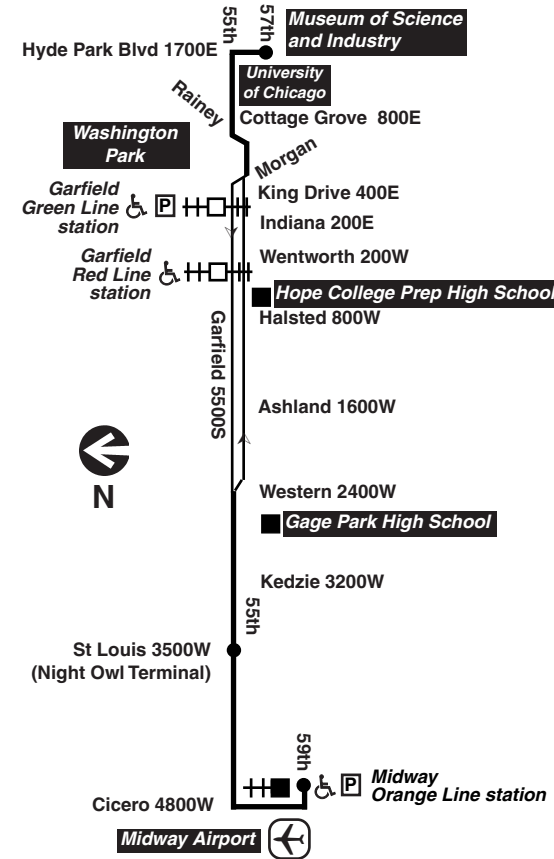 55th
57th
Museum of Science
and Industry
Hyde Park Blvd 1700E
University
of Chicago
Rainey
Cottage Grove 800E
Washington
Park
Morgan
Garfield
Green Line
station
P
King Drive 400E
Indiana 200E
Garfield
Red Line
station
Wentworth 200W
Hope College Prep High School
Halsted 800W
Garfield 5500S
Ashland 1600W
N
Western 2400W
Gage Park High School
Kedzie 3200W
55th
St Louis 3500W
(Night Owl Terminal)
59th
P
Midway
Orange Line station
Cicero 4800W
Midway Airport